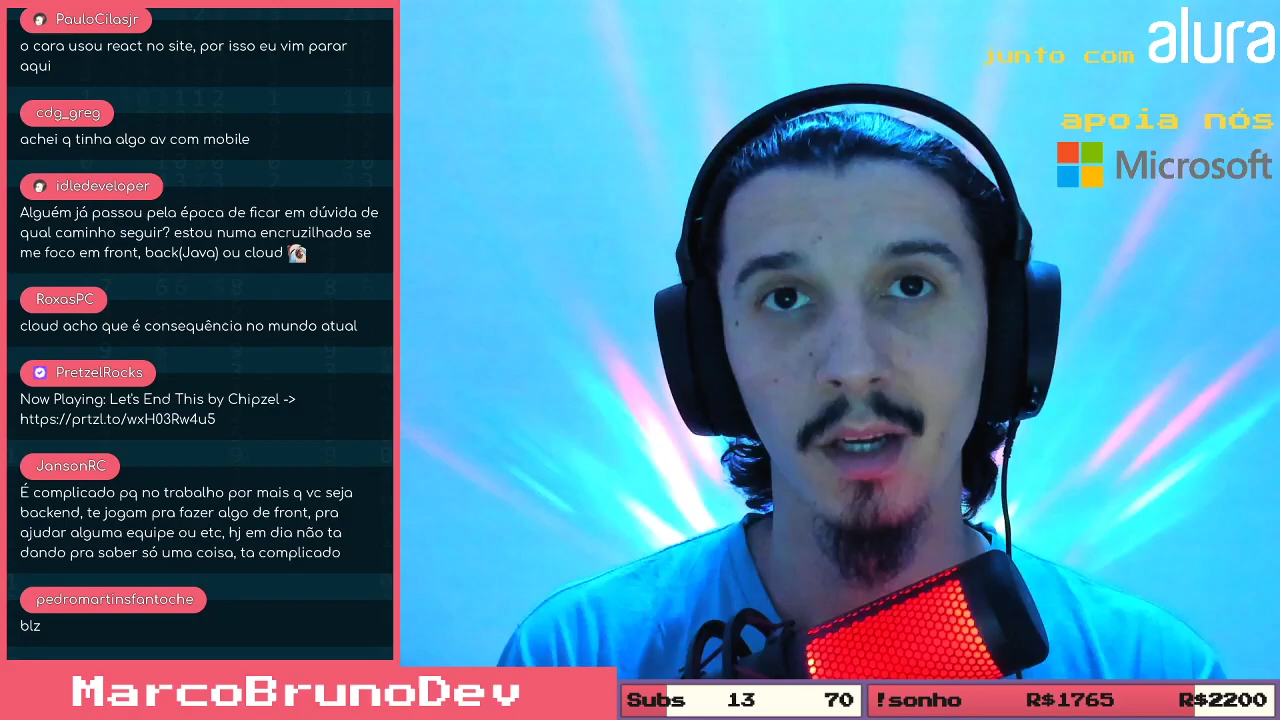 PauloCilasjr
o cara usou react no site, por isso eu vim parar
aqui
cdg_greg
achei q tinha algo av com mobile
idledeveloper
Alguém já passou pela época de ficar em dúvida de
qual caminho seguir? estou numa encruzilhada se
me foco em front, back(Java) ou cloud
RoxasPC
cloud acho que é consequência no mundo atual
PretzelRocks
Now Playing: Let's End This by Chipzel ->
https://prtzl.to/wxH03Rw4u5
JansonRC
É complicado pq no trabalho por mais q vc seja
backend, te jogam pra fazer algo de front, pra
ajudar alguma equipe ou etc, hj em dia não ta
dando pra saber só uma coisa, ta complicado
pedromartinsfantoche
blz
junto com alura
apoia nós
Microsoft
MarcoBrunoDev
Subs 13 70
!sonho R$1765 R$2200